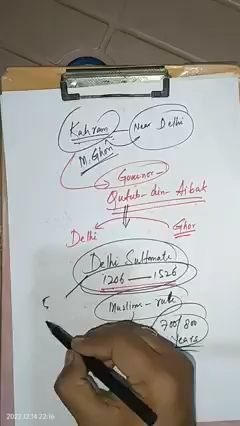 Kahram Near Delhi
M. Ghori
Governor-
Qutub-din Aibak
Delhi Ghor
Delhi Sultanate
1206 — 1526
Muslim - rule
700/800
years
5
2022.12.14 22:16